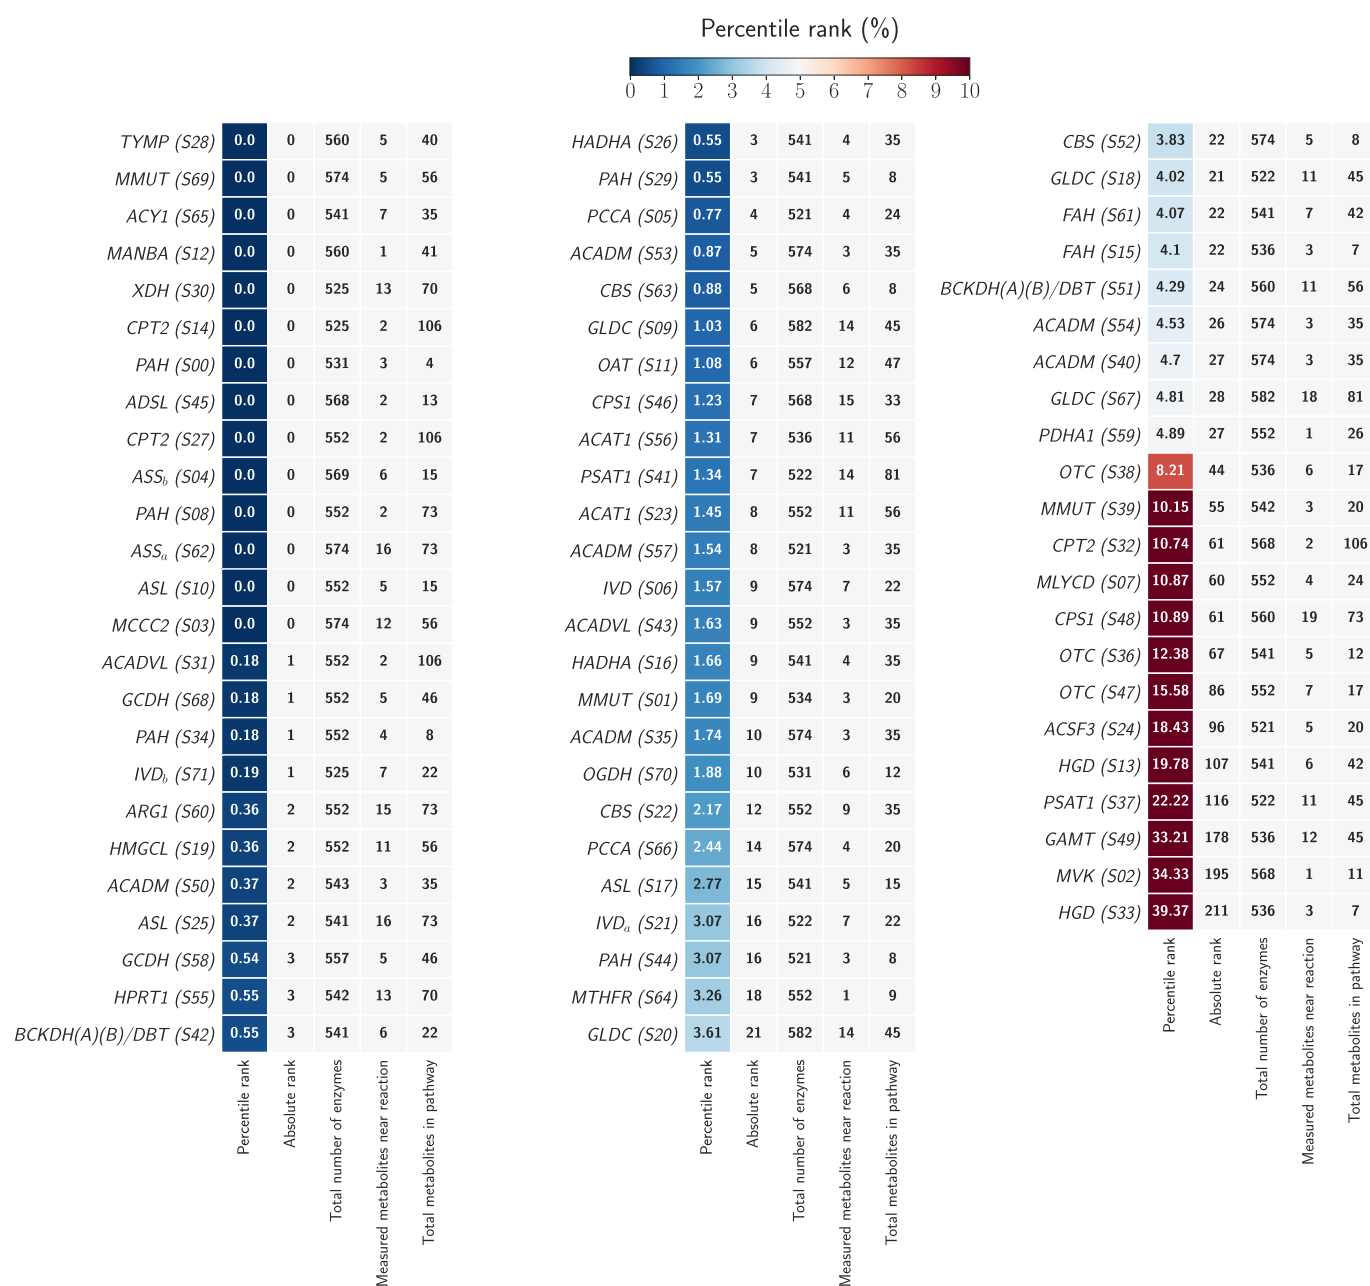 Percentile rank (%)
0 1 2 3 4 5 6 7 8 9 10
TYMP (S28) 0.0 0 560 5 40
MMUT (S69) 0.0 0 574 5 56
ACY1 (S65) 0.0 0 541 7 35
MANBA (S12) 0.0 0 560 1 41
XDH (S30) 0.0 0 525 13 70
CPT2 (S14) 0.0 0 525 2 106
PAH (S00) 0.0 0 531 3 4
ADSL (S45) 0.0 0 568 2 13
CPT2 (S27) 0.0 0 552 2 106
ASSb (S04) 0.0 0 569 6 15
PAH (S08) 0.0 0 552 2 73
ASSa (S62) 0.0 0 574 16 73
ASL (S10) 0.0 0 552 5 15
MCCC2 (S03) 0.0 0 574 12 56
ACADVL (S31) 0.18 1 552 2 106
GCDH (S68) 0.18 1 552 5 46
PAH (S34) 0.18 1 552 4 8
IVDb (S71) 0.19 1 525 7 22
ARG1 (S60) 0.36 2 552 15 73
HMGCL (S19) 0.36 2 552 11 56
ACADM (S50) 0.37 2 543 3 35
ASL (S25) 0.37 2 541 16 73
GCDH (S58) 0.54 3 557 5 46
HPRT1 (S55) 0.55 3 542 13 70
BCKDH(A)(B)/DBT (S42) 0.55 3 541 6 22
Percentile rank
Absolute rank
Total number of enzymes
Measured metabolites near reaction
Total metabolites in pathway
HADHA (S26) 0.55 3 541 4 35
PAH (S29) 0.55 3 541 5 8
PCCA (S05) 0.77 4 521 4 24
ACADM (S53) 0.87 5 574 3 35
CBS (S63) 0.88 5 568 6 8
GLDC (S09) 1.03 6 582 14 45
OAT (S11) 1.08 6 557 12 47
CPS1 (S46) 1.23 7 568 15 33
ACAT1 (S56) 1.31 7 536 11 56
PSAT1 (S41) 1.34 7 522 14 81
ACAT1 (S23) 1.45 8 552 11 56
ACADM (S57) 1.54 8 521 3 35
IVD (S06) 1.57 9 574 7 22
ACADVL (S43) 1.63 9 552 3 35
HADHA (S16) 1.66 9 541 4 35
MMUT (S01) 1.69 9 534 3 20
ACADM (S35) 1.74 10 574 3 35
OGDH (S70) 1.88 10 531 6 12
CBS (S22) 2.17 12 552 9 35
PCCA (S66) 2.44 14 574 4 20
ASL (S17) 2.77 15 541 5 15
IVDa (S21) 3.07 16 522 7 22
PAH (S44) 3.07 16 521 3 8
MTHFR (S64) 3.26 18 552 1 9
GLDC (S20) 3.61 21 582 14 45
Percentile rank
Absolute rank
Total number of enzymes
Measured metabolites near reaction
Total metabolites in pathway
CBS (S52) 3.83 22 574 5 8
GLDC (S18) 4.02 21 522 11 45
FAH (S61) 4.07 22 541 7 42
FAH (S15) 4.1 22 536 3 7
BCKDH(A)(B)/DBT (S51) 4.29 24 560 11 56
ACADM (S54) 4.53 26 574 3 35
ACADM (S40) 4.7 27 574 3 35
GLDC (S67) 4.81 28 582 18 81
PDHA1 (S59) 4.89 27 552 1 26
OTC (S38) 8.21 44 536 6 17
MMUT (S39) 10.15 55 542 3 20
CPT2 (S32) 10.74 61 568 2 106
MLYCD (S07) 10.87 60 552 4 24
CPS1 (S48) 10.89 61 560 19 73
OTC (S36) 12.38 67 541 5 12
OTC (S47) 15.58 86 552 7 17
ACSF3 (S24) 18.43 96 521 5 20
HGD (S13) 19.78 107 541 6 42
PSAT1 (S37) 22.22 116 522 11 45
GAMT (S49) 33.21 178 536 12 45
MVK (S02) 34.33 195 568 1 11
HGD (S33) 39.37 211 536 3 7
Percentile rank
Absolute rank
Total number of enzymes
Measured metabolites near reaction
Total metabolites in pathway